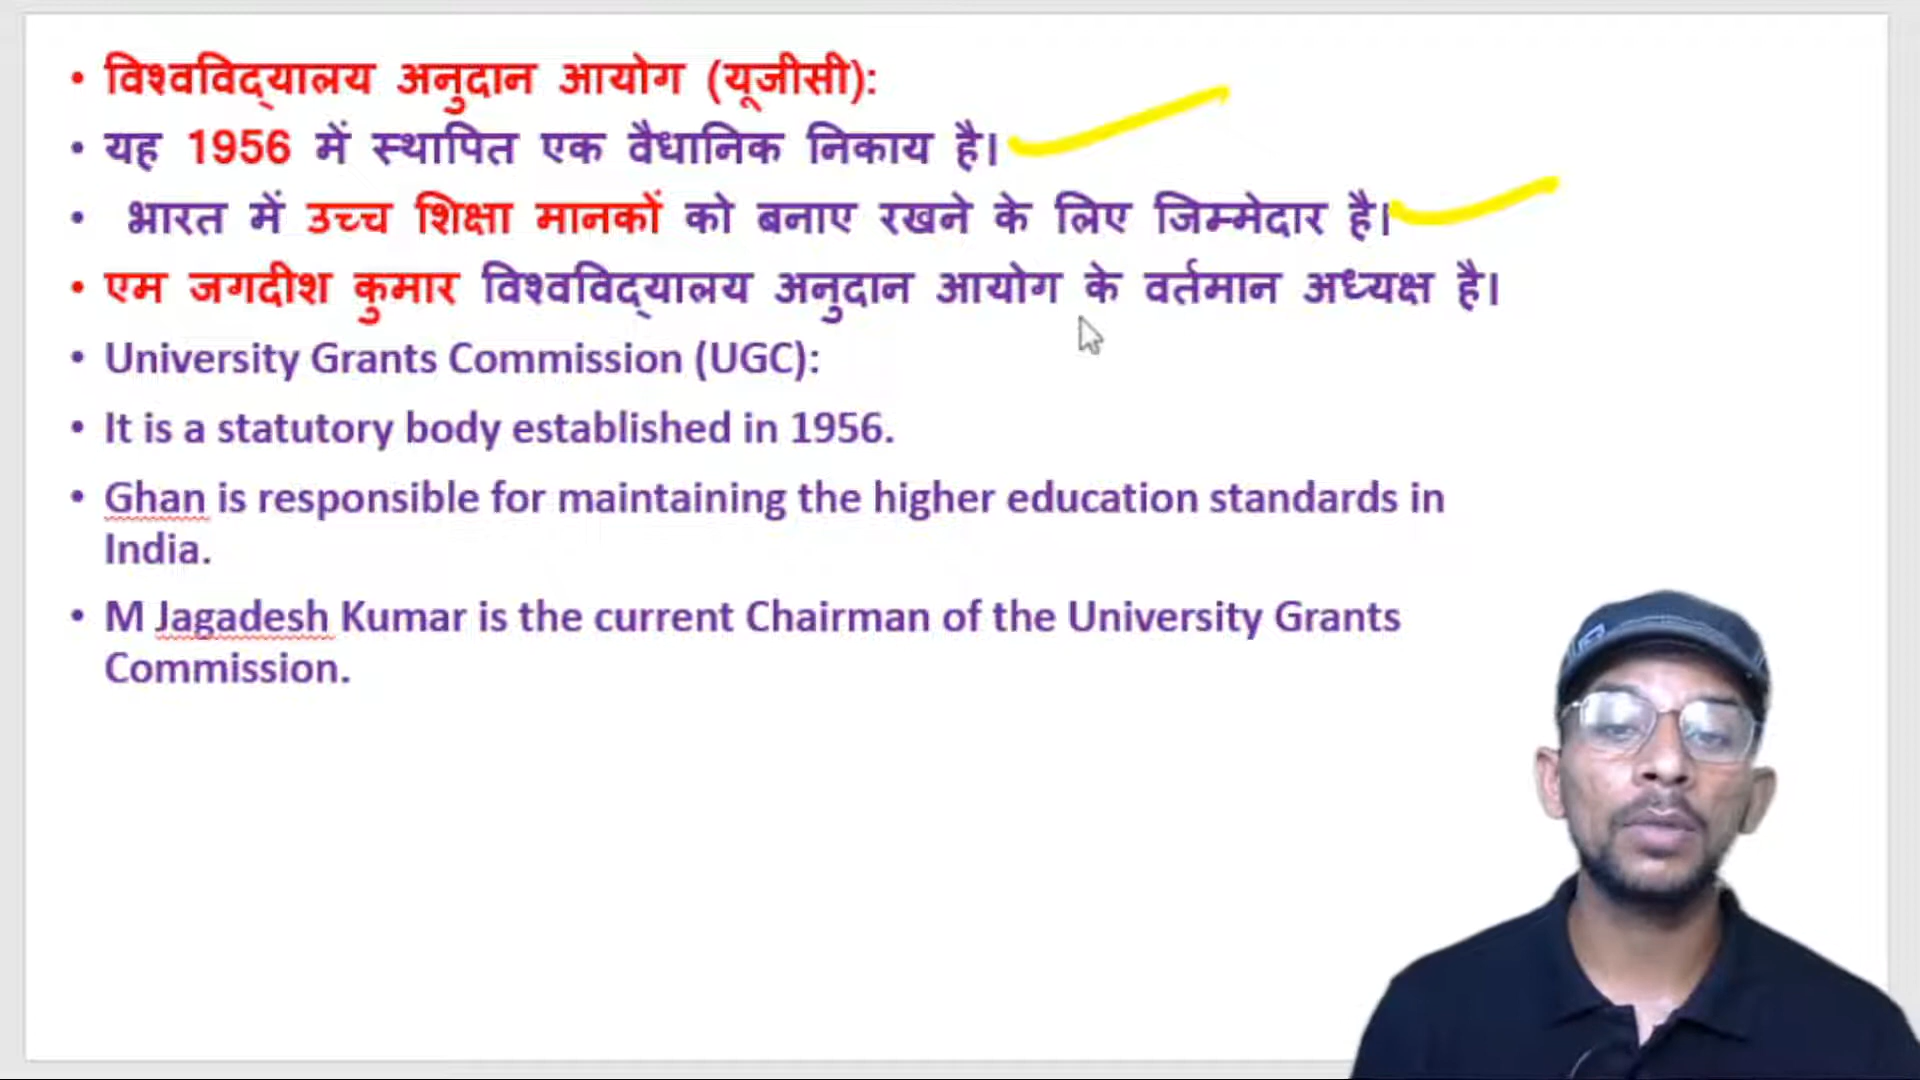 • विश्वविद्यालय अनुदान आयोग (यूजीसी):
• यह 1956 में स्थापित एक वैधानिक निकाय है।
• भारत में उच्च शिक्षा मानकों को बनाए रखने के लिए जिम्मेदार है।
• एम जगदीश कुमार विश्वविद्यालय अनुदान आयोग के वर्तमान अध्यक्ष है।
• University Grants Commission (UGC):
• It is a statutory body established in 1956.
• Ghan is responsible for maintaining the higher education standards in
India.
• M Jagadesh Kumar is the current Chairman of the University Grants
Commission.